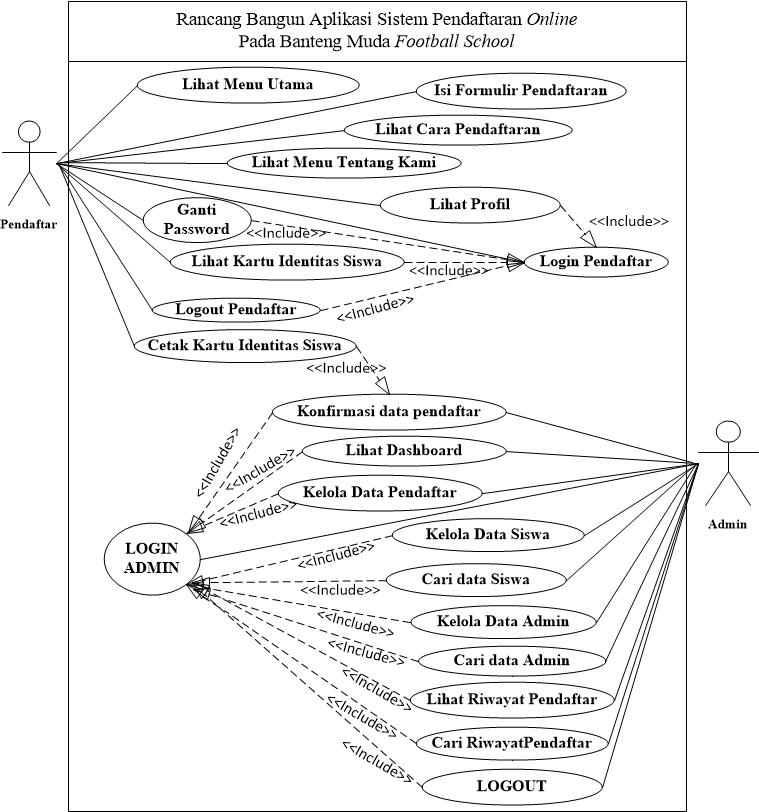 Rancang Bangun Aplikasi Sistem Pendaftaran Online
Pada Banteng Muda Football School
Lihat Menu Utama
Isi Formulir Pendaftaran
Lihat Cara Pendaftaran
Lihat Menu Tentang Kami
Lihat Profil
Pendaftar
Ganti
Password
<<Include>>
<<Include>>
Lihat Kartu Identitas Siswa
<<Include>>
Login Pendaftar
Logout Pendaftar
<<Include>>
Cetak Kartu Identitas Siswa
<<Include>>
Konfirmasi data pendaftar
<<Include>>
Lihat Dashboard
<<Include>>
Kelola Data Pendaftar
<<Include>>
Admin
LOGIN
ADMIN
Kelola Data Siswa
<<Include>>
Cari data Siswa
<<Include>>
Kelola Data Admin
<<Include>>
Cari data Admin
<<Include>>
Lihat Riwayat Pendaftar
<<Include>>
Cari RiwayatPendaftar
<<Include>>
LOGOUT
<<Include>>